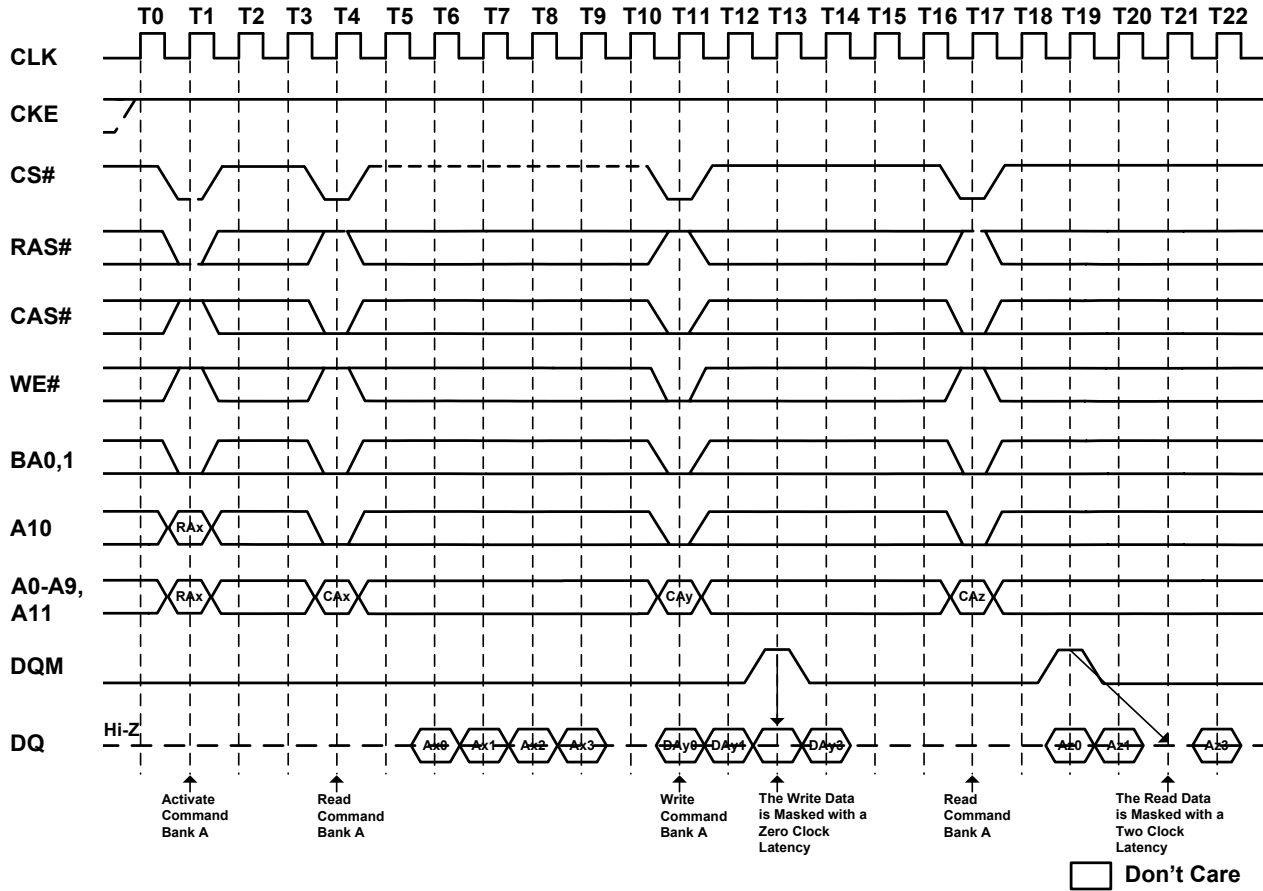 T0 T1 T2 T3 T4 T5 T6 T7 T8 T9 T10 T11 T12 T13 T14 T15 T16 T17 T18 T19 T20 T21 T22
CLK
CKE
CS#
RAS#
CAS#
WE#
BA0,1
A10
RAx
A0-A9,
A11
RAx CAx CAy CAz
DQM
DQ
Hi-Z
Ax0 Ax1 Ax2 Ax3 DAy0 DAy1 DAy3 Az0 Az1 Az3
Activate
Command
Bank A
Read
Command
Bank A
Write
Command
Bank A
The Write Data
is Masked with a
Zero Clock
Latency
Read
Command
Bank A
The Read Data
is Masked with a
Two Clock
Latency
Don't Care